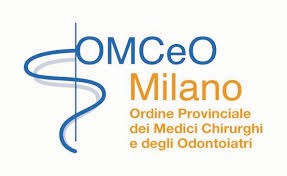 OMCeO
Milano
Ordine Provinciale
dei Medici Chirurghi
e degli Odontoiatri